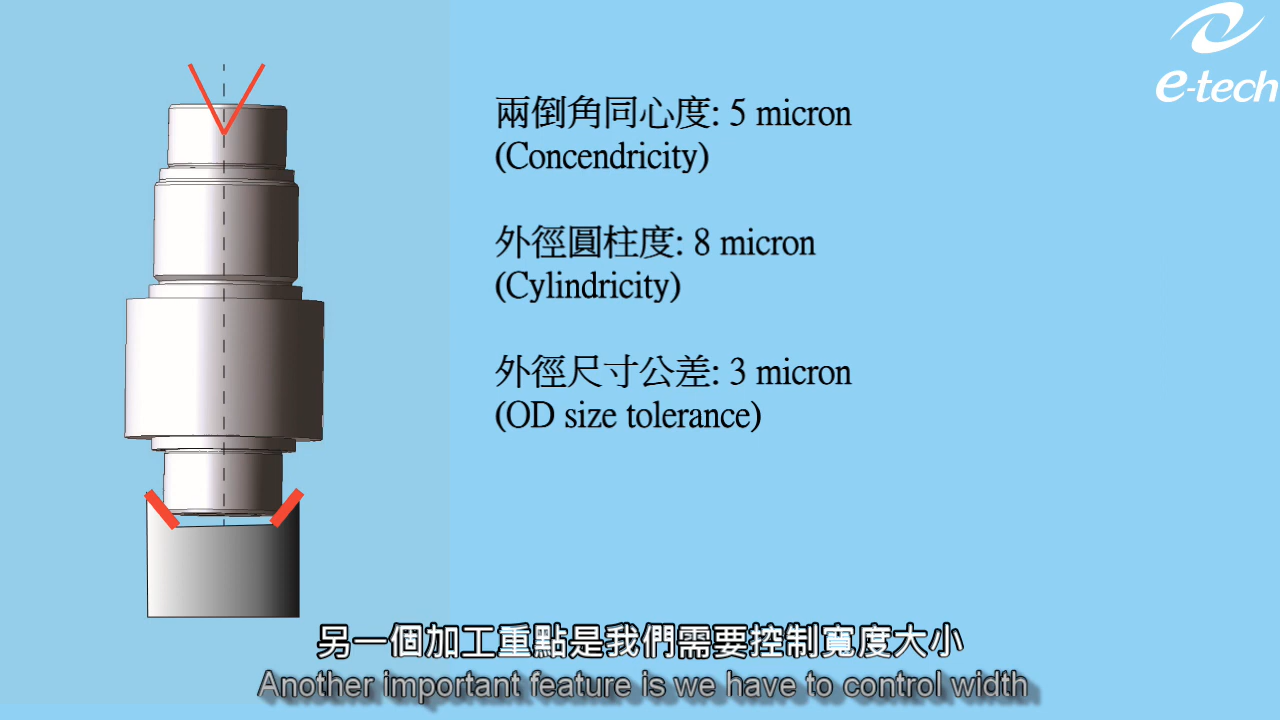 e-tech
兩倒角同心度: 5 micron
(Concendricity)
外徑圓柱度: 8 micron
(Cylindricity)
外徑尺寸公差: 3 micron
(OD size tolerance)
另一個加工重點是我們需要控制寬度大小
Another important feature is we have to control width